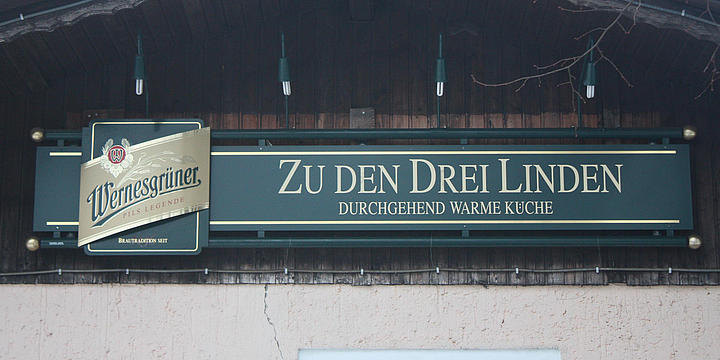 Wernesgrüner
PILS LEGENDE
BRAUTRADITION SEIT
ZU DEN DREI LINDEN
DURCHGEHEND WARME KÜCHE